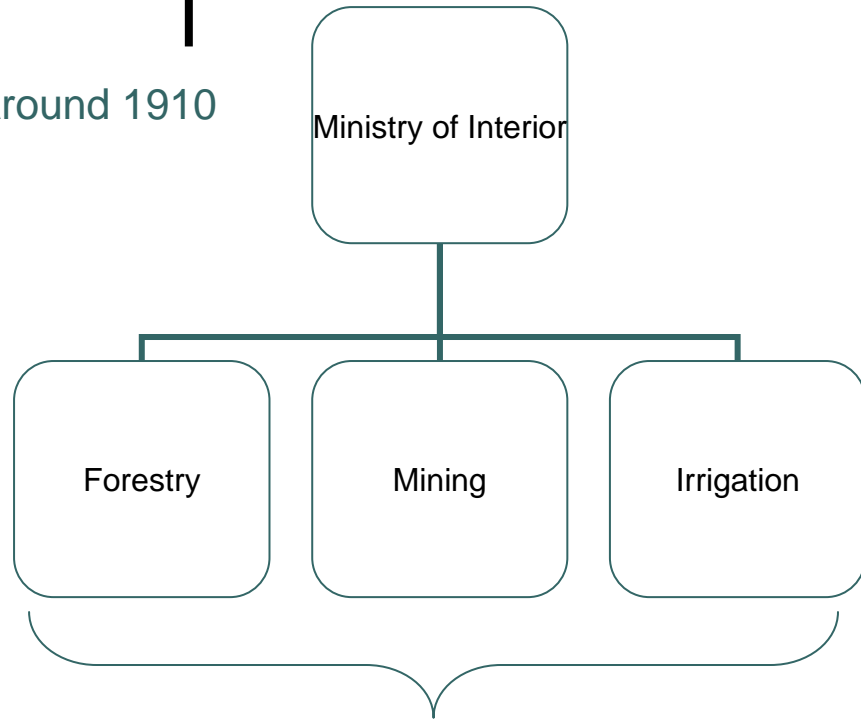 round 1910
Ministry of Interior
Forestry
Mining
Irrigation